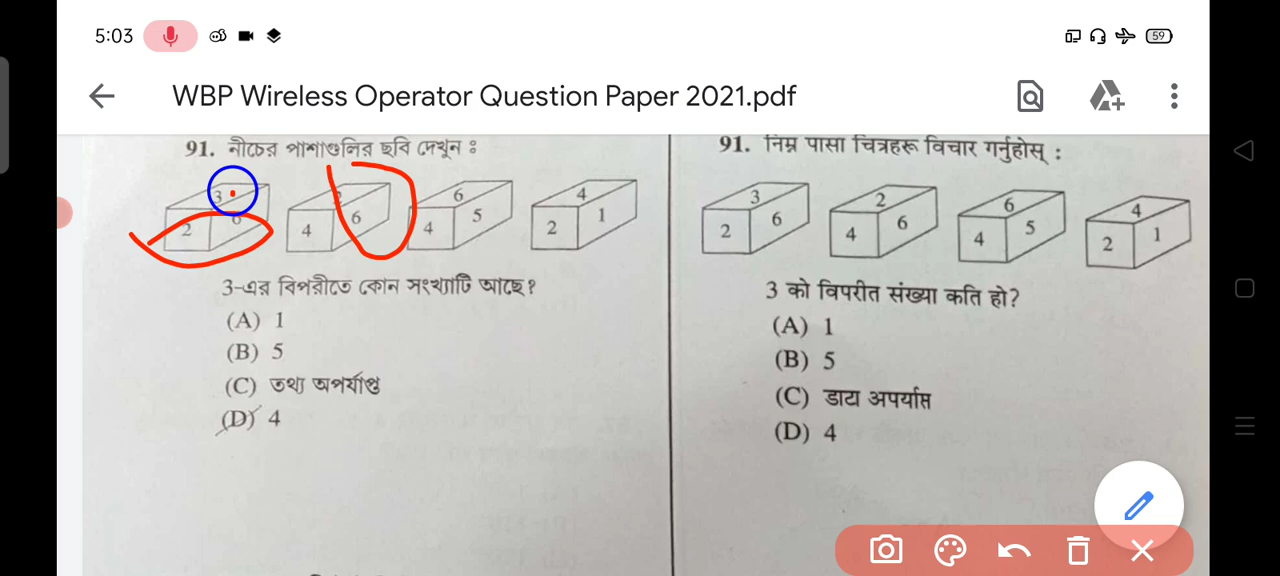 5:03
59
WBP Wireless Operator Question Paper 2021.pdf
91. নীচের পাশাগুলির ছবি দেখুন :
3 6 2
2 6 4
6 5 4
4 1 2
3-এর বিপরীতে কোন সংখ্যাটি আছে?
(A) 1
(B) 5
(C) তথ্য অপর্যাপ্ত
(D) 4
91. निम्न पासा चित्रहरू विचार गर्नुहोस् :
3 6 2
2 6 4
6 5 4
4 1 2
3 को विपरीत संख्या कति हो?
(A) 1
(B) 5
(C) डाटा अपर्याप्त
(D) 4